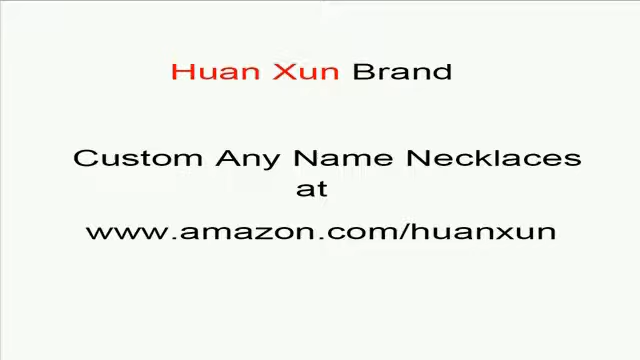 Huan Xun Brand
Custom Any Name Necklaces
at
www.amazon.com/huanxun